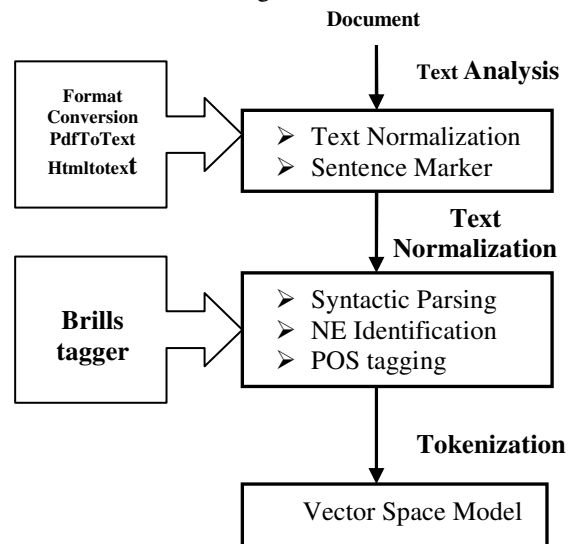 Document
Text Analysis
Format
Conversion
PdfToText
Htmltotext
➢ Text Normalization
➢ Sentence Marker
Text
Normalization
Brills
tagger
➢ Syntactic Parsing
➢ NE Identification
➢ POS tagging
Tokenization
Vector Space Model